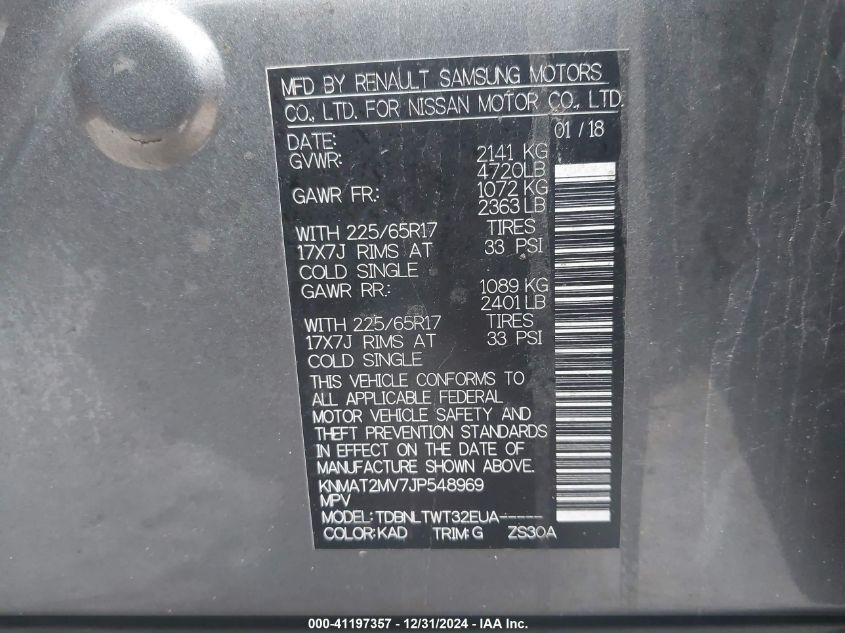 MFD BY RENAULT SAMSUNG MOTORS
CO., LTD. FOR NISSAN MOTOR CO., LTD.
DATE: 01 / 18
GVWR: 2141 KG
4720LB
GAWR FR: 1072 KG
2363 LB
WITH 225/65R17 TIRES
17X7J RIMS AT 33 PSI
COLD SINGLE
GAWR RR: 1089 KG
2401 LB
WITH 225/65R17 TIRES
17X7J RIMS AT 33 PSI
COLD SINGLE
THIS VEHICLE CONFORMS TO
ALL APPLICABLE FEDERAL
MOTOR VEHICLE SAFETY AND
THEFT PREVENTION STANDARDS
IN EFFECT ON THE DATE OF
MANUFACTURE SHOWN ABOVE.
KNMAT2MV7JP548969
MPV
MODEL: TDBNLTWT32EUA-----
COLOR: KAD TRIM: G ZS30A
000-41197357 - 12/31/2024 - IAA Inc.